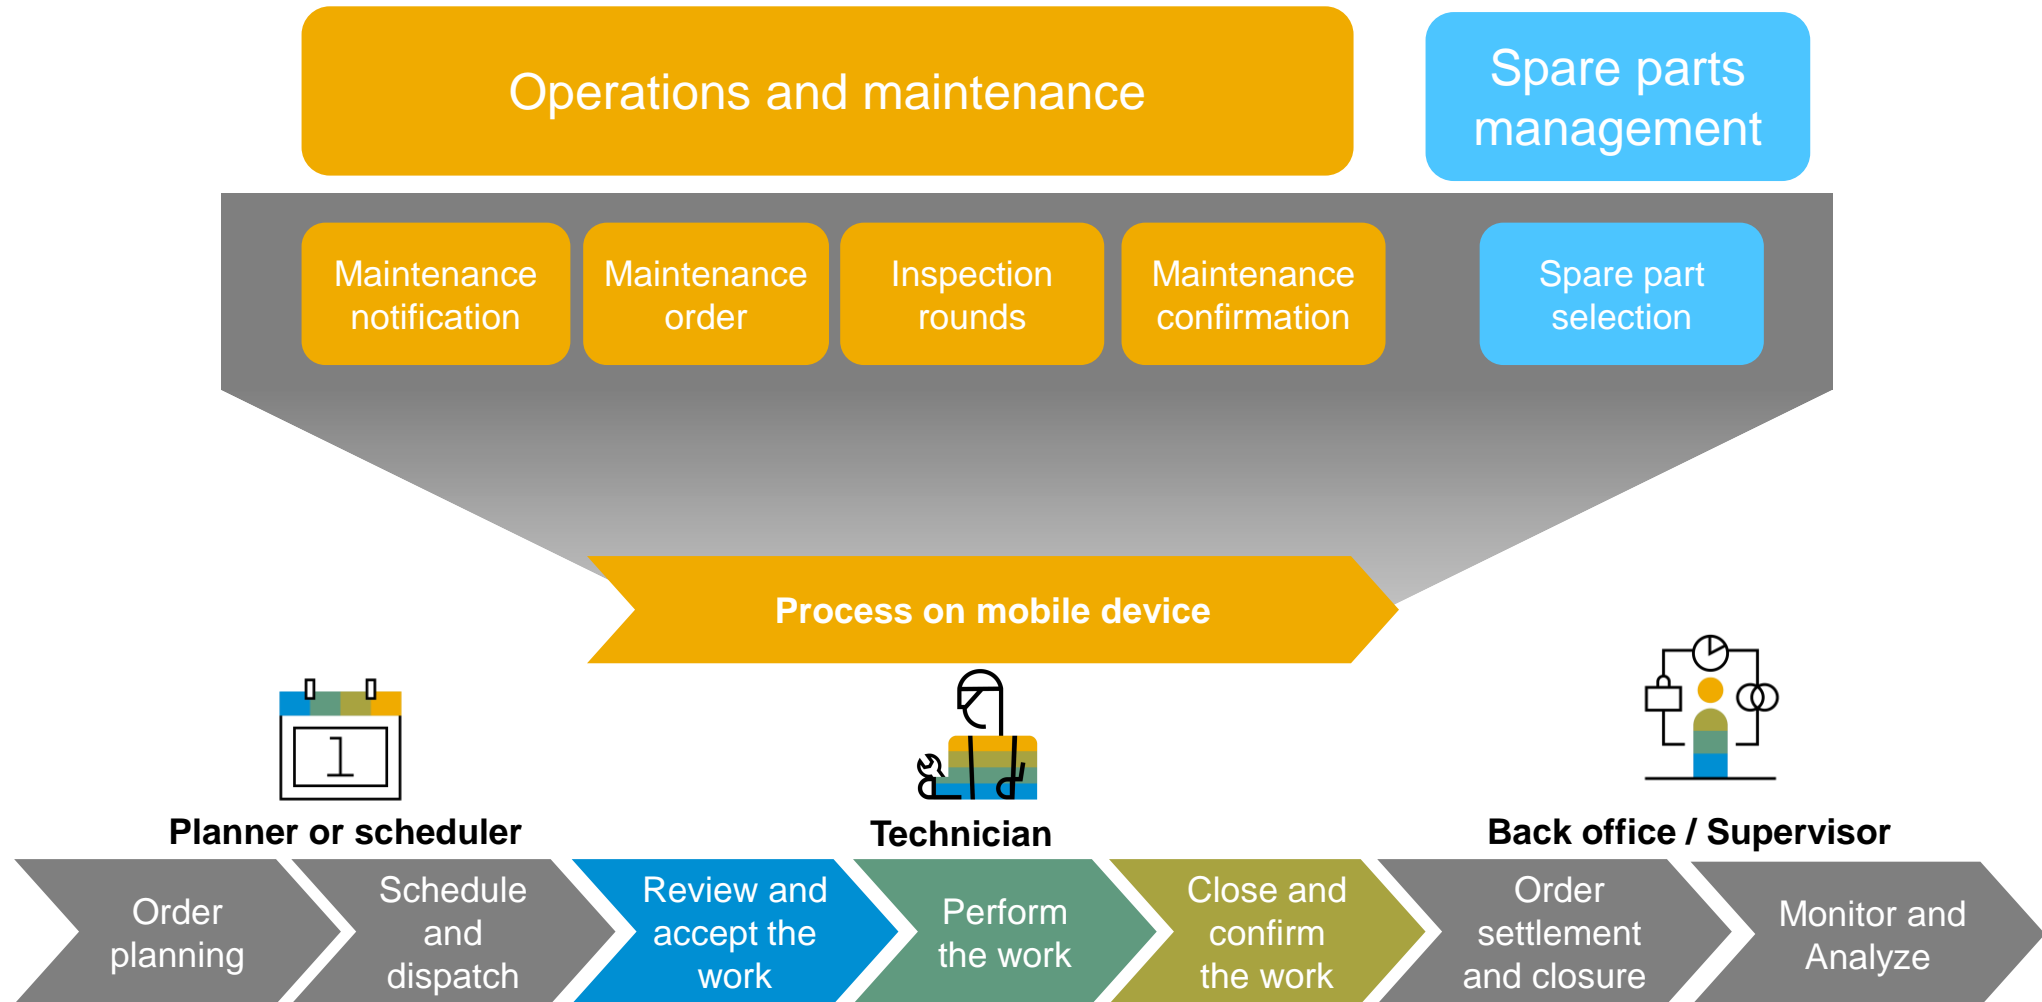 Operations and maintenance
Spare parts
management
Maintenance
notification
Maintenance
order
Inspection
rounds
Maintenance
confirmation
Spare part
selection
Process on mobile device
1
Planner or scheduler
Technician
Back office / Supervisor
Order
planning
Schedule
and
dispatch
Review and
accept the
work
Perform
the work
Close and
confirm
the work
Order
settlement
and closure
Monitor and
Analyze